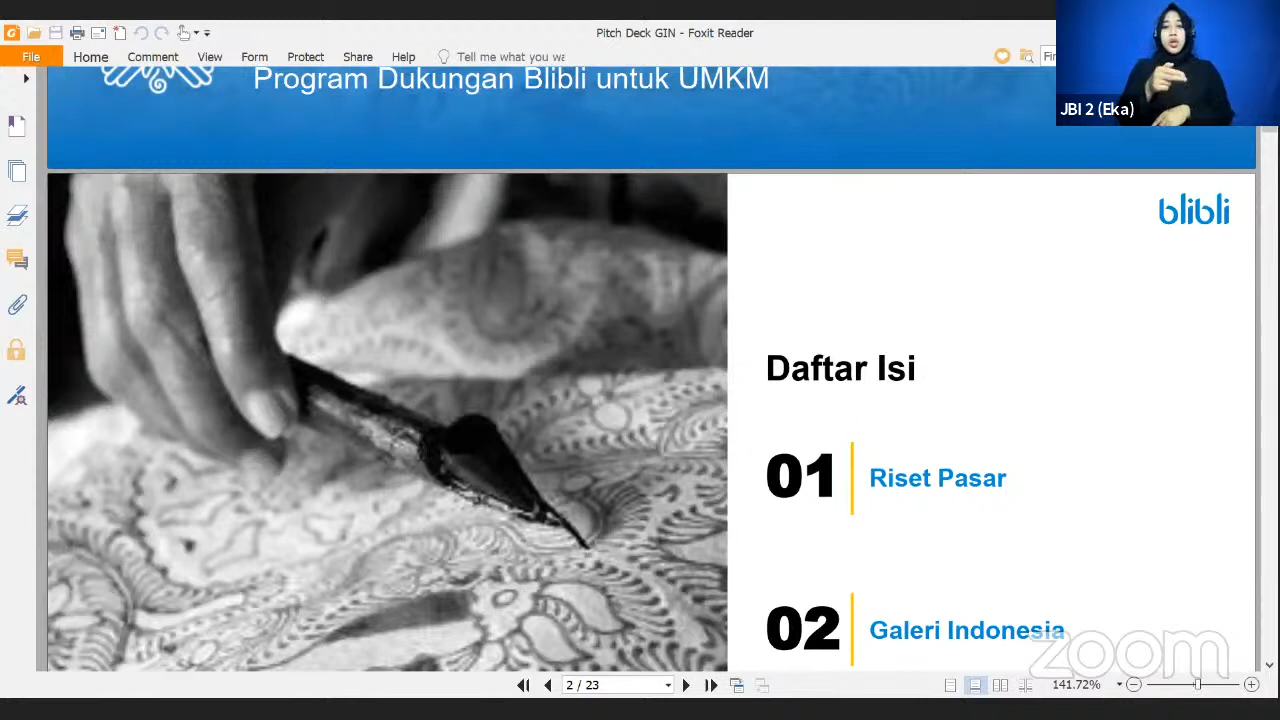 Pitch Deck GIN - Foxit Reader
File Home Comment View Form Protect Share Help Tell me what you wa
JBI 2 (Eka)
Program Dukungan Blibli untuk UMKM
blibli
Daftar Isi
01 Riset Pasar
02 Galeri Indonesia
zoom
2 / 23
141.72%